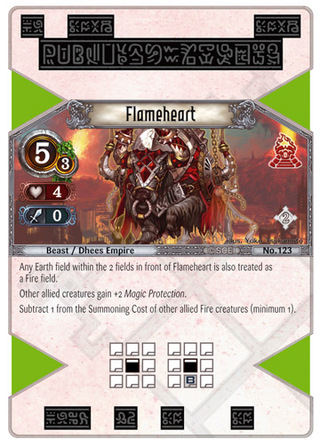 Flameheart
5
3
4
0
2
Beast / Dhees Empire
SCE
No.123
Any Earth field within the 2 fields in front of Flameheart is also treated as
a Fire field.
Other allied creatures gain +2 Magic Protection.
Subtract 1 from the Summoning Cost of other allied Fire creatures (minimum 1).